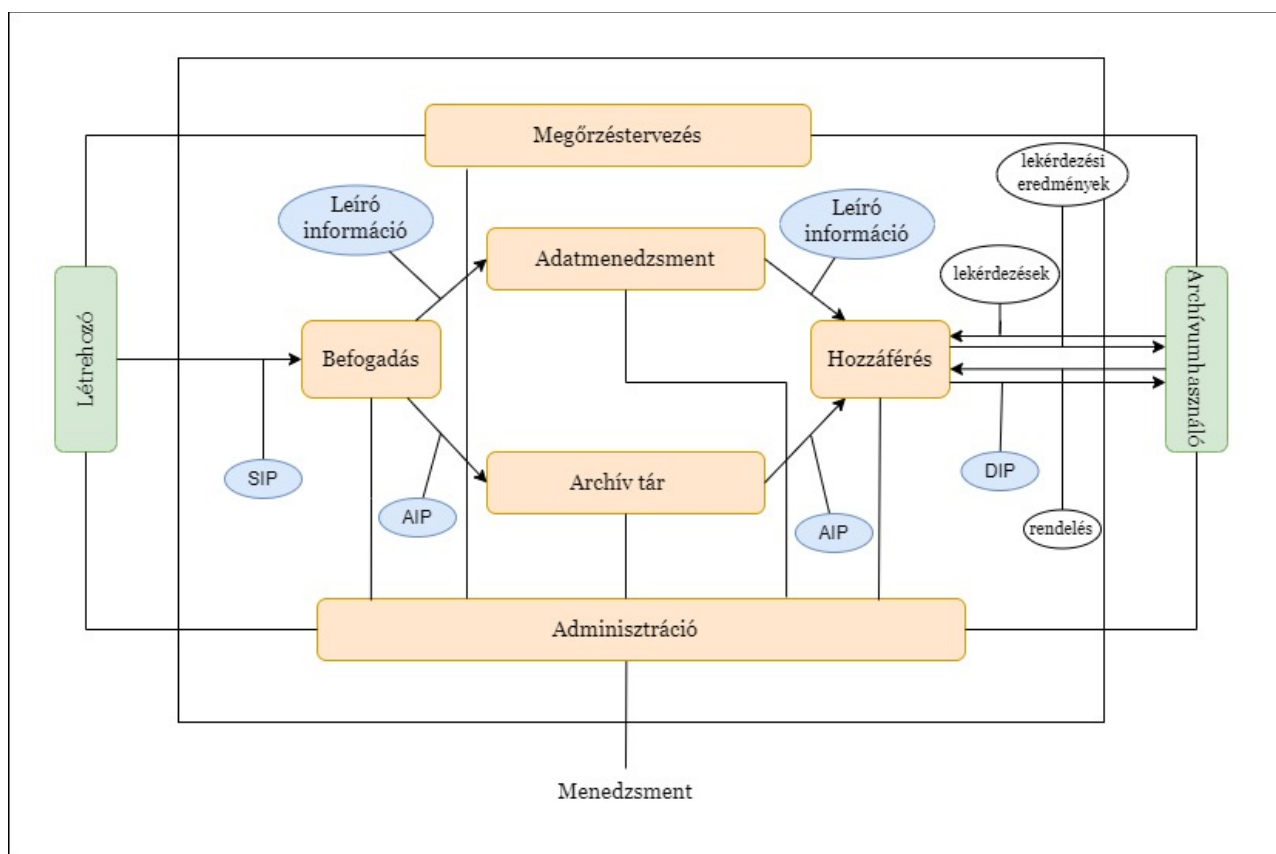 Megőrzéstervezés
lekérdezési
eredmények
Leíró
információ
Leíró
információ
Adatmenedzsment
lekérdezések
Létrehozó
Befogadás
Hozzáférés
Archívumhasználó
SIP
AIP
Archív tár
AIP
DIP
rendelés
Adminisztráció
Menedzsment